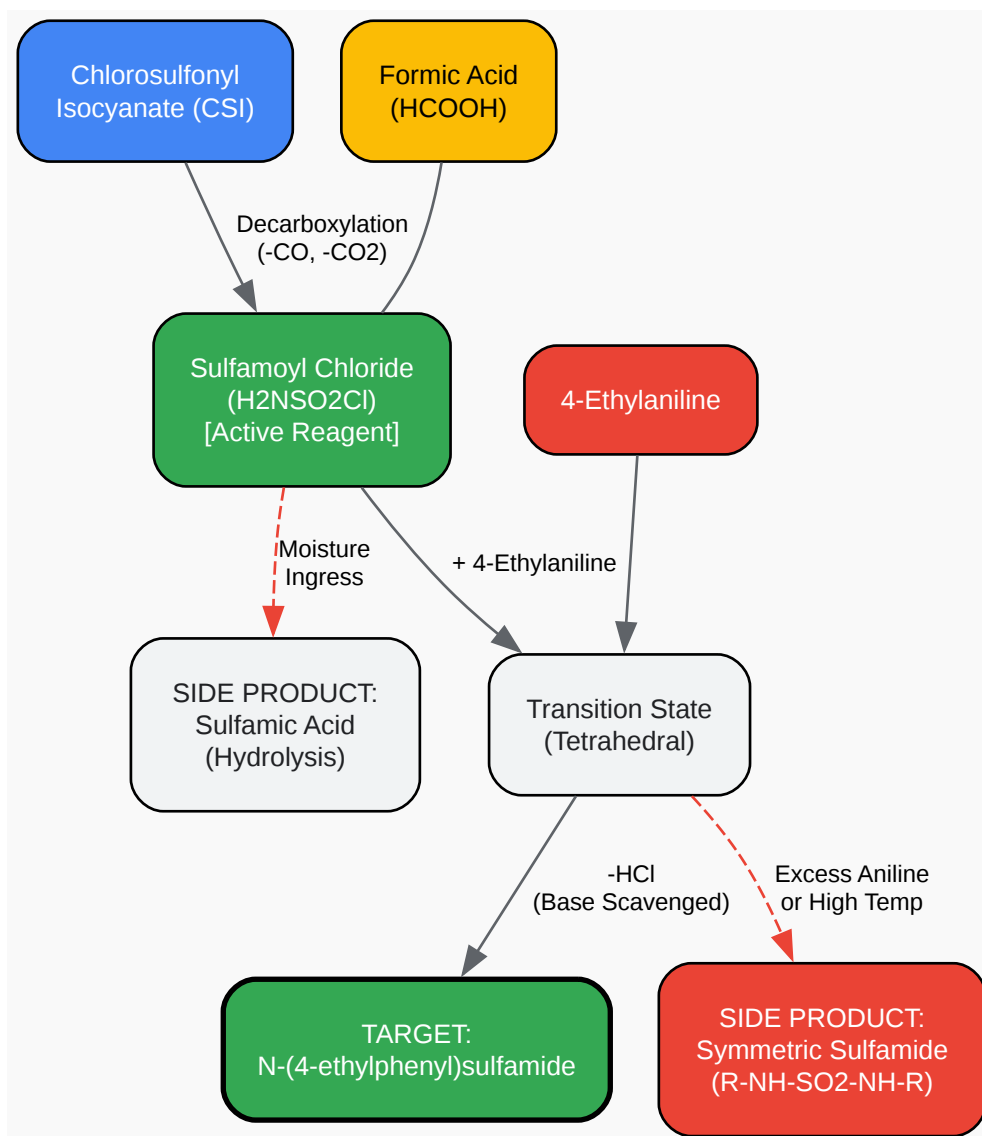 Chlorosulfonyl
Isocyanate (CSI)
Formic Acid
(HCOOH)
Decarboxylation
(-CO, -CO2)
Sulfamoyl Chloride
(H2NSO2Cl)
[Active Reagent]
4-Ethylaniline
Moisture
Ingress
+ 4-Ethylaniline
SIDE PRODUCT:
Sulfamic Acid
(Hydrolysis)
Transition State
(Tetrahedral)
-HCl
(Base Scavenged)
Excess Aniline
or High Temp
TARGET:
N-(4-ethylphenyl)sulfamide
SIDE PRODUCT:
Symmetric Sulfamide
(R-NH-SO2-NH-R)